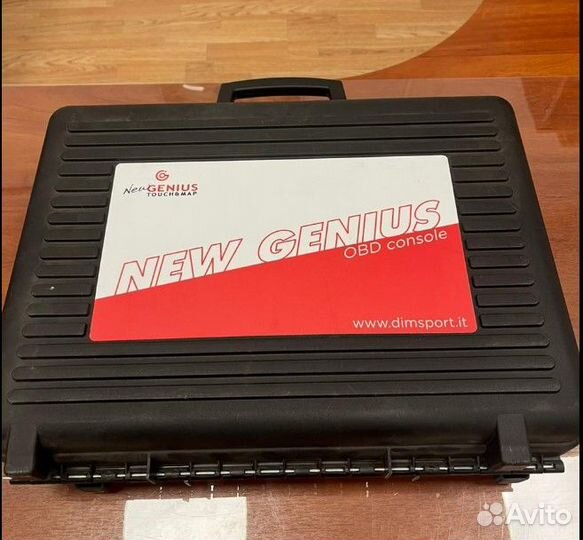 New GENIUS
TOUCH&MAP
NEW GENIUS
OBD console
www.dimsport.it
Avito